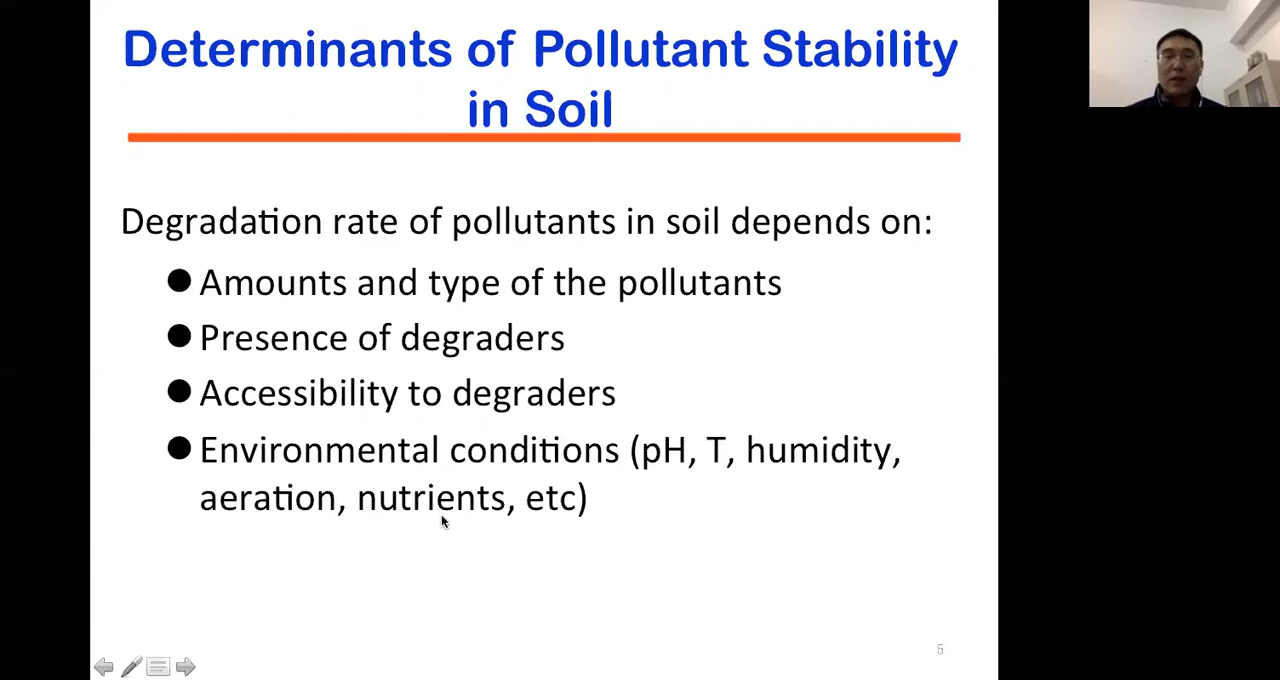 Determinants of Pollutant Stability
in Soil
Degradation rate of pollutants in soil depends on:
● Amounts and type of the pollutants
● Presence of degraders
● Accessibility to degraders
● Environmental conditions (pH, T, humidity,
aeration, nutrients, etc)
5